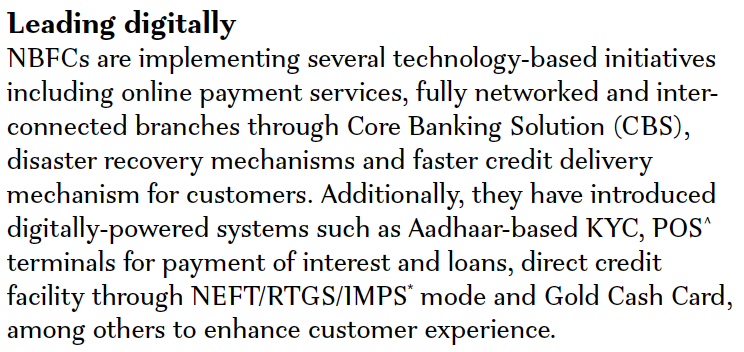 Leading digitally
NBFCs are implementing several technology-based initiatives
including online payment services, fully networked and inter-
connected branches through Core Banking Solution (CBS),
disaster recovery mechanisms and faster credit delivery
mechanism for customers. Additionally, they have introduced
digitally-powered systems such as Aadhaar-based KYC, POS^
terminals for payment of interest and loans, direct credit
facility through NEFT/RTGS/IMPS* mode and Gold Cash Card,
among others to enhance customer experience.